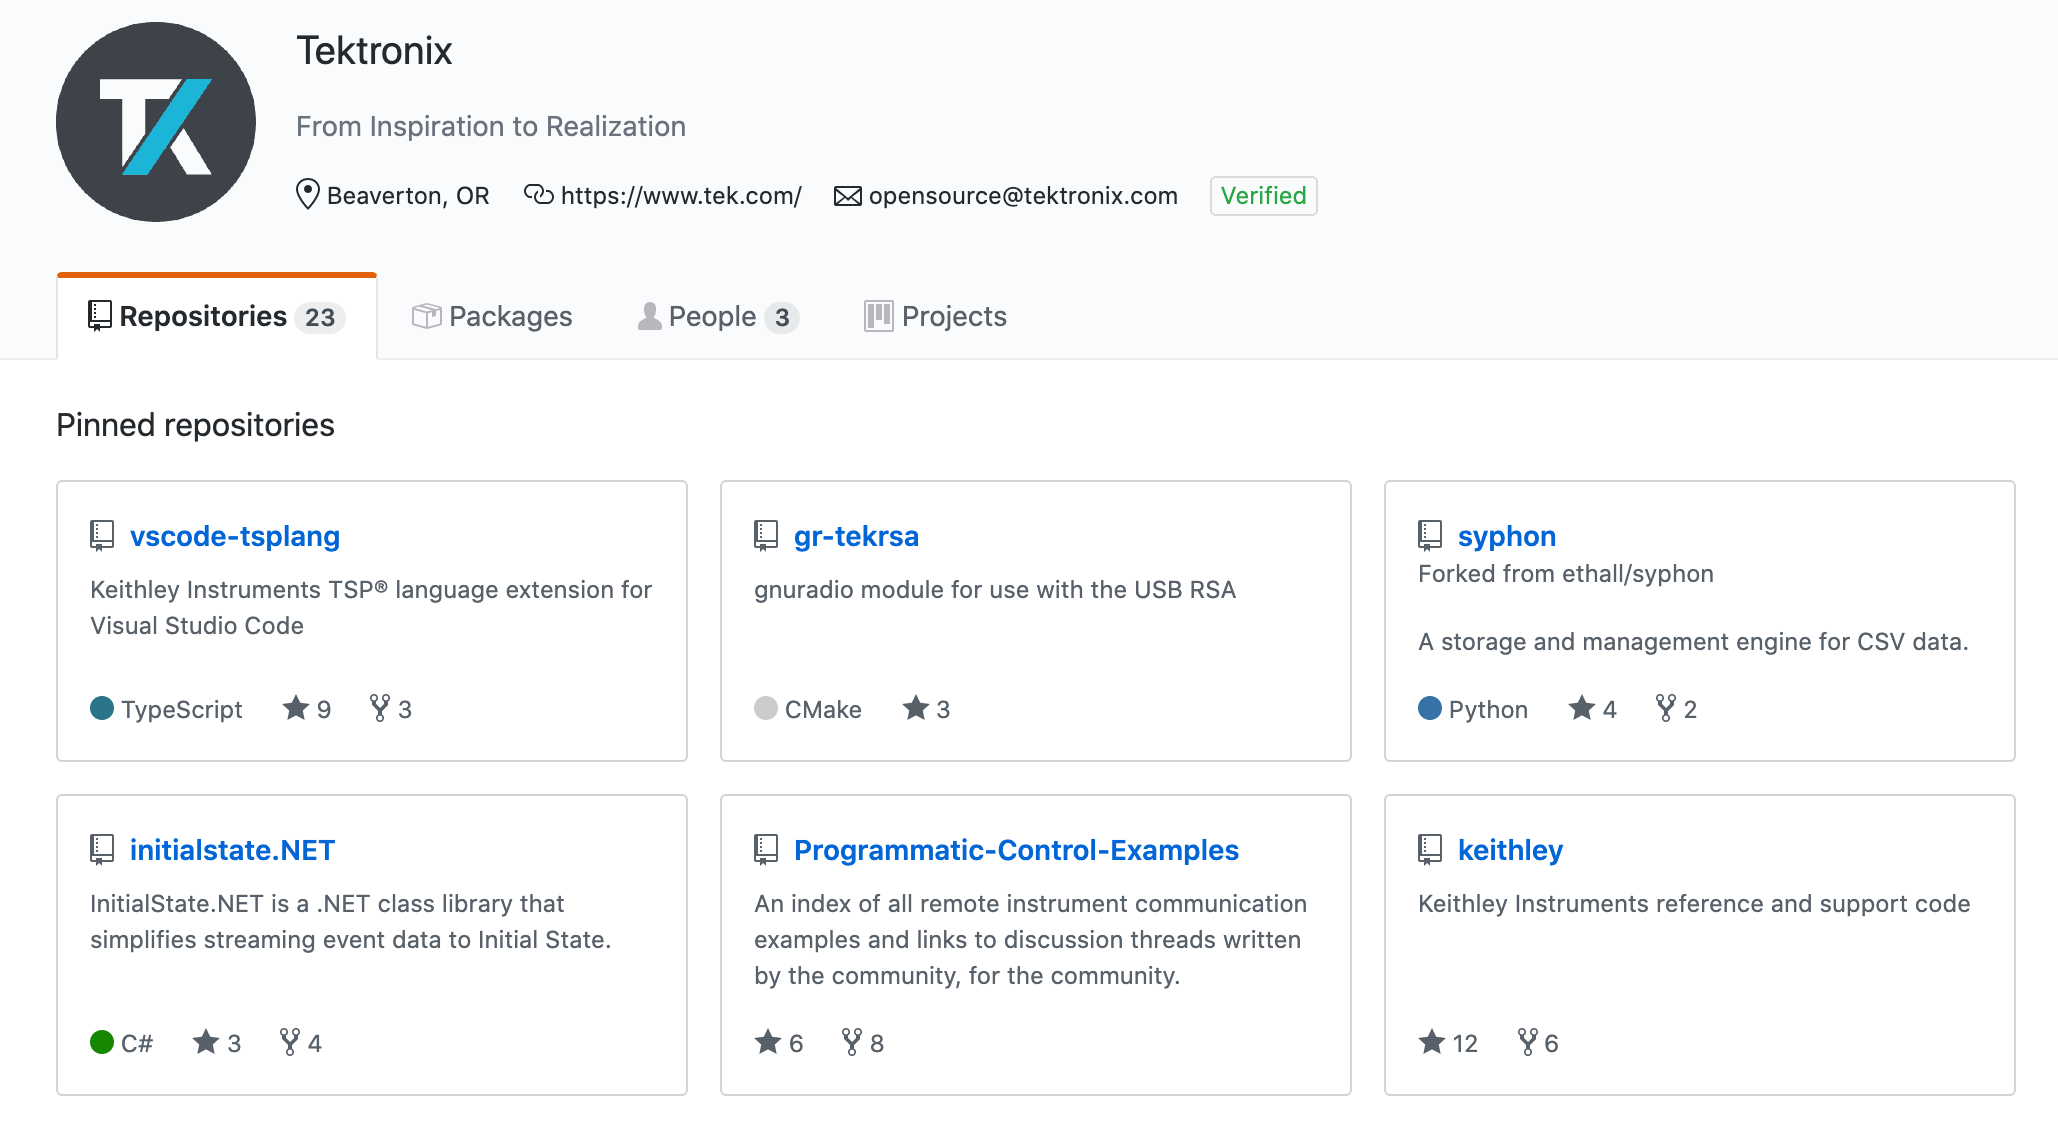 TK
Tektronix
From Inspiration to Realization
Beaverton, OR https://www.tek.com/ opensource@tektronix.com Verified
Repositories 23 Packages People 3 Projects
Pinned repositories
vscode-tsplang
Keithley Instruments TSP® language extension for
Visual Studio Code
TypeScript 9 3
gr-tekrsa
gnuradio module for use with the USB RSA
CMake 3
syphon
Forked from ethall/syphon
A storage and management engine for CSV data.
Python 4 2
initialstate.NET
InitialState.NET is a .NET class library that
simplifies streaming event data to Initial State.
C# 3 4
Programmatic-Control-Examples
An index of all remote instrument communication
examples and links to discussion threads written
by the community, for the community.
6 8
keithley
Keithley Instruments reference and support code
12 6